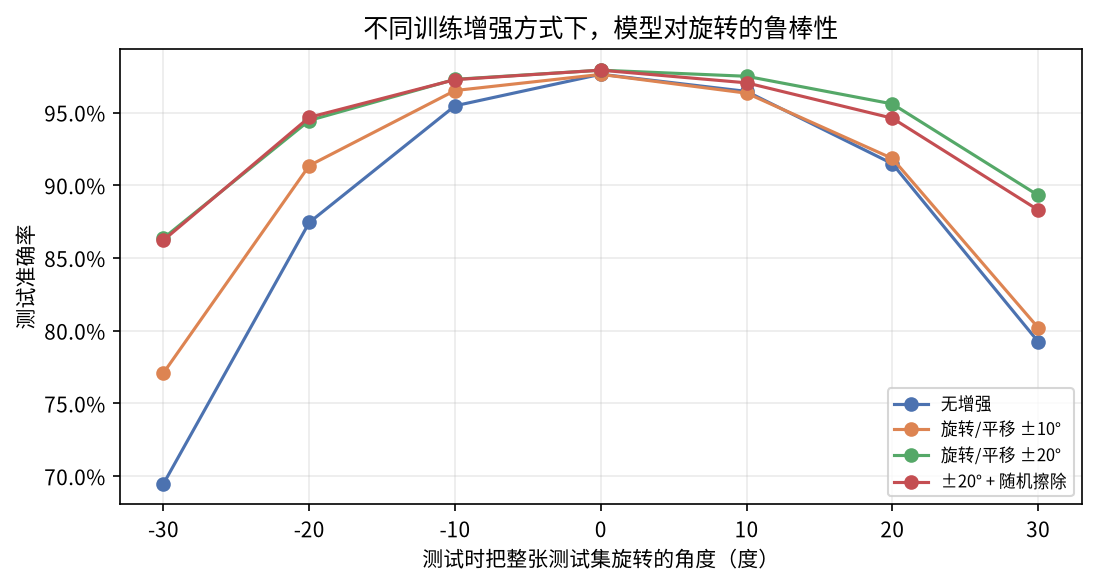 不同训练增强方式下，模型对旋转的鲁棒性
测试准确率
95.0%
90.0%
85.0%
80.0%
75.0%
70.0%
-30
-20
-10
0
10
20
30
测试时把整张测试集旋转的角度（度）
无增强
旋转/平移 ±10°
旋转/平移 ±20°
±20° + 随机擦除